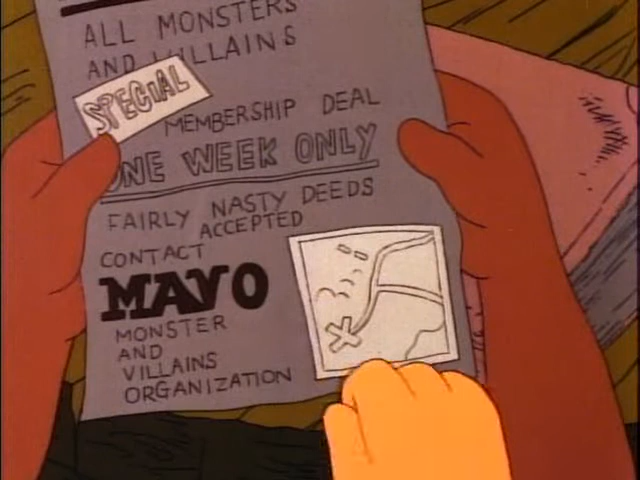 ALL MONSTERS
AND VILLAINS
SPECIAL
MEMBERSHIP DEAL
ONE WEEK ONLY
FAIRLY NASTY DEEDS
ACCEPTED
CONTACT
MAVO
MONSTER
AND
VILLAINS
ORGANIZATION